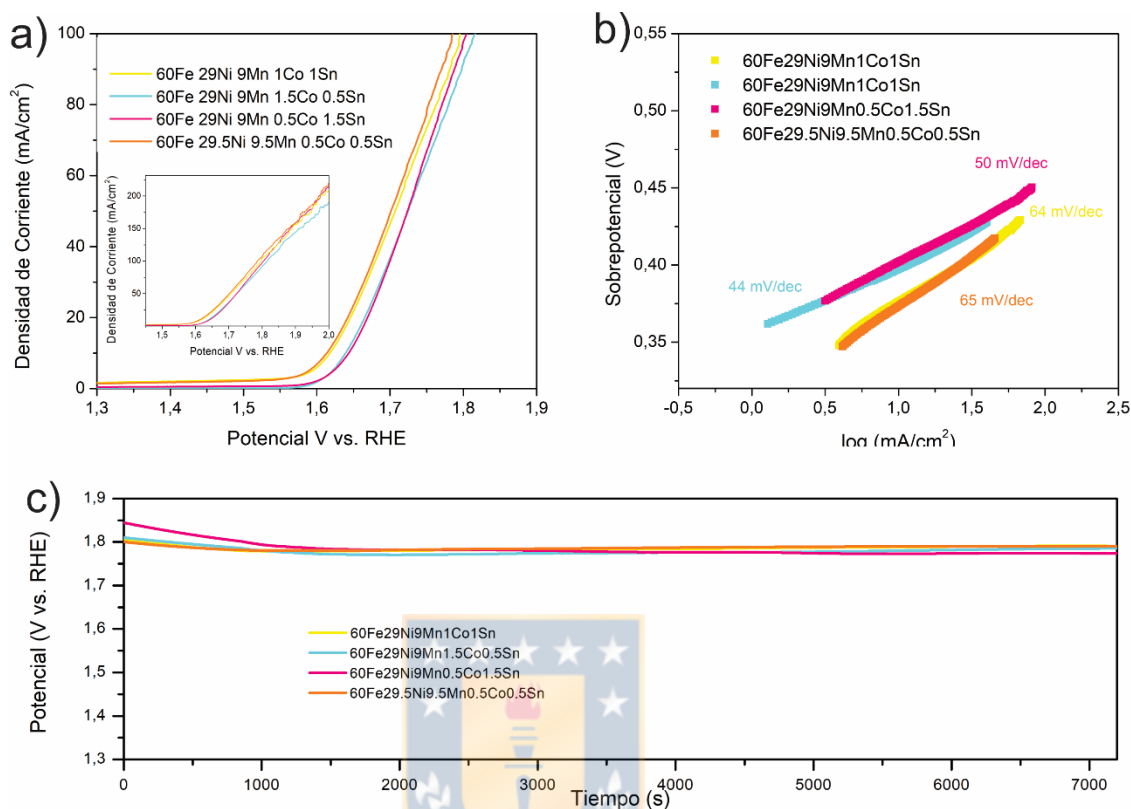 a)
Densidad de Corriente (mA/cm²)
100
80
60
40
20
0
60Fe 29Ni 9Mn 1Co 1Sn
60Fe 29Ni 9Mn 1.5Co 0.5Sn
60Fe 29Ni 9Mn 0.5Co 1.5Sn
60Fe 29.5Ni 9.5Mn 0.5Co 0.5Sn
Densidad de Corriente (mA/cm²)
200
150
100
50
1,5 1,6 1,7 1,8 1,9 2,0
Potencial V vs. RHE
1,3 1,4 1,5 1,6 1,7 1,8 1,9
Potencial V vs. RHE
b)
Sobrepotencial (V)
0,55
0,50
0,45
0,40
0,35
60Fe29Ni9Mn1Co1Sn
60Fe29Ni9Mn1Co1Sn
60Fe29Ni9Mn0.5Co1.5Sn
60Fe29.5Ni9.5Mn0.5Co0.5Sn
50 mV/dec
64 mV/dec
44 mV/dec
65 mV/dec
-0,5 0,0 0,5 1,0 1,5 2,0 2,5
log (mA/cm²)
c)
Potencial (V vs. RHE)
1,9
1,8
1,7
1,6
1,5
1,4
1,3
60Fe29Ni9Mn1Co1Sn
60Fe29Ni9Mn1.5Co0.5Sn
60Fe29Ni9Mn0.5Co1.5Sn
60Fe29.5Ni9.5Mn0.5Co0.5Sn
0 1000 2000 3000 4000 5000 6000 7000
Tiempo (s)